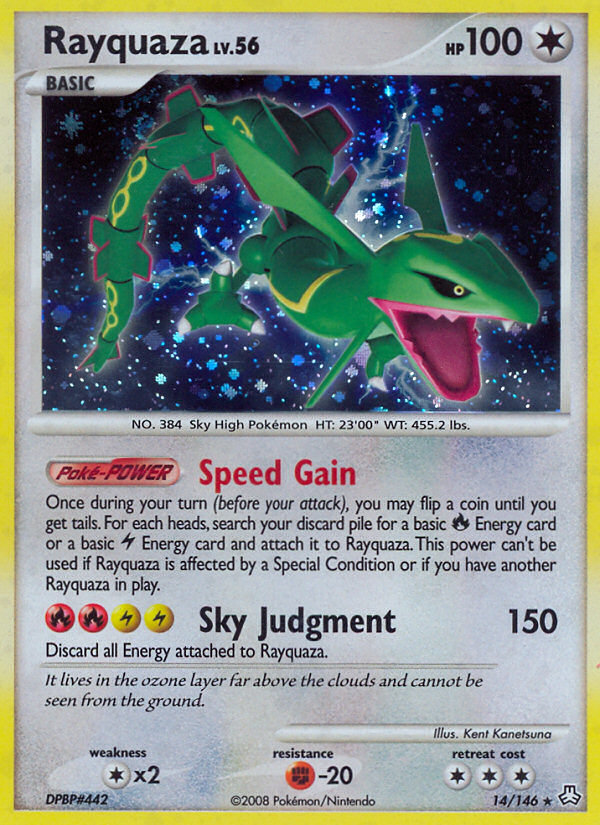 Rayquaza LV.56 HP 100
BASIC
NO. 384 Sky High Pokémon HT: 23'00" WT: 455.2 lbs.
Poké-POWER Speed Gain
Once during your turn (before your attack), you may flip a coin until you
get tails. For each heads, search your discard pile for a basic Energy card
or a basic Energy card and attach it to Rayquaza. This power can't be
used if Rayquaza is affected by a Special Condition or if you have another
Rayquaza in play.
Sky Judgment 150
Discard all Energy attached to Rayquaza.
It lives in the ozone layer far above the clouds and cannot be
seen from the ground.
Illus. Kent Kanetsuna
weakness resistance retreat cost
x2 -20
DPBP#442 ©2008 Pokémon/Nintendo 14/146 ★